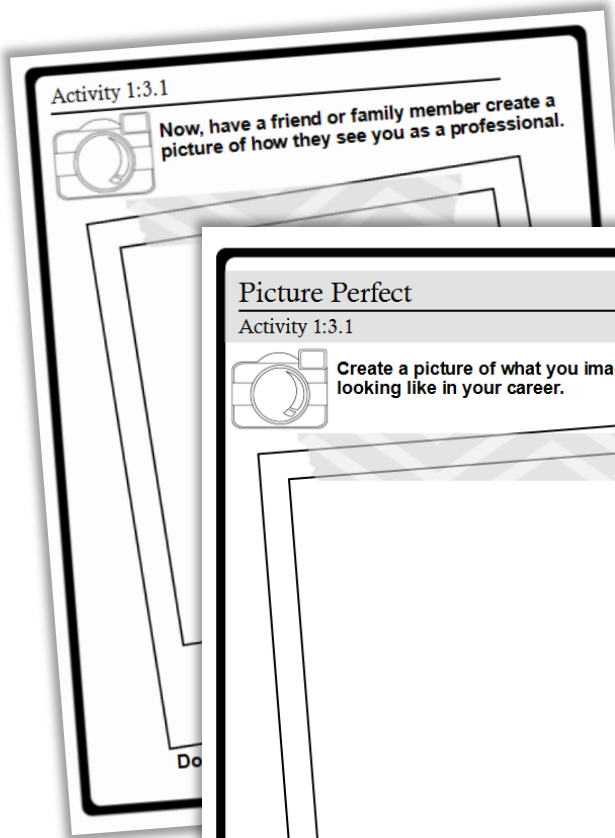 Activity 1:3.1
Now, have a friend or family member create a
picture of how they see you as a professional.
Do
Picture Perfect
Activity 1:3.1
Create a picture of what you ima
looking like in your career.